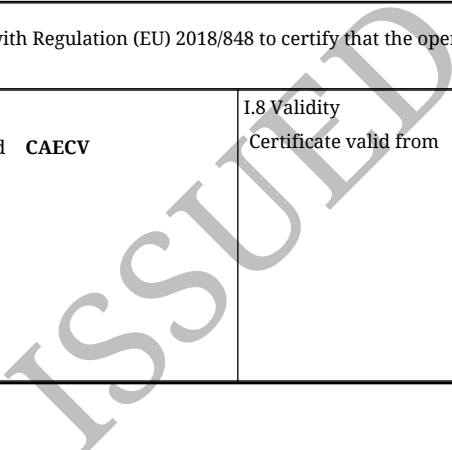 with Regulation (EU) 2018/848 to certify that the oper
I.8 Validity
d CAECV
Certificate valid from
ISSUED